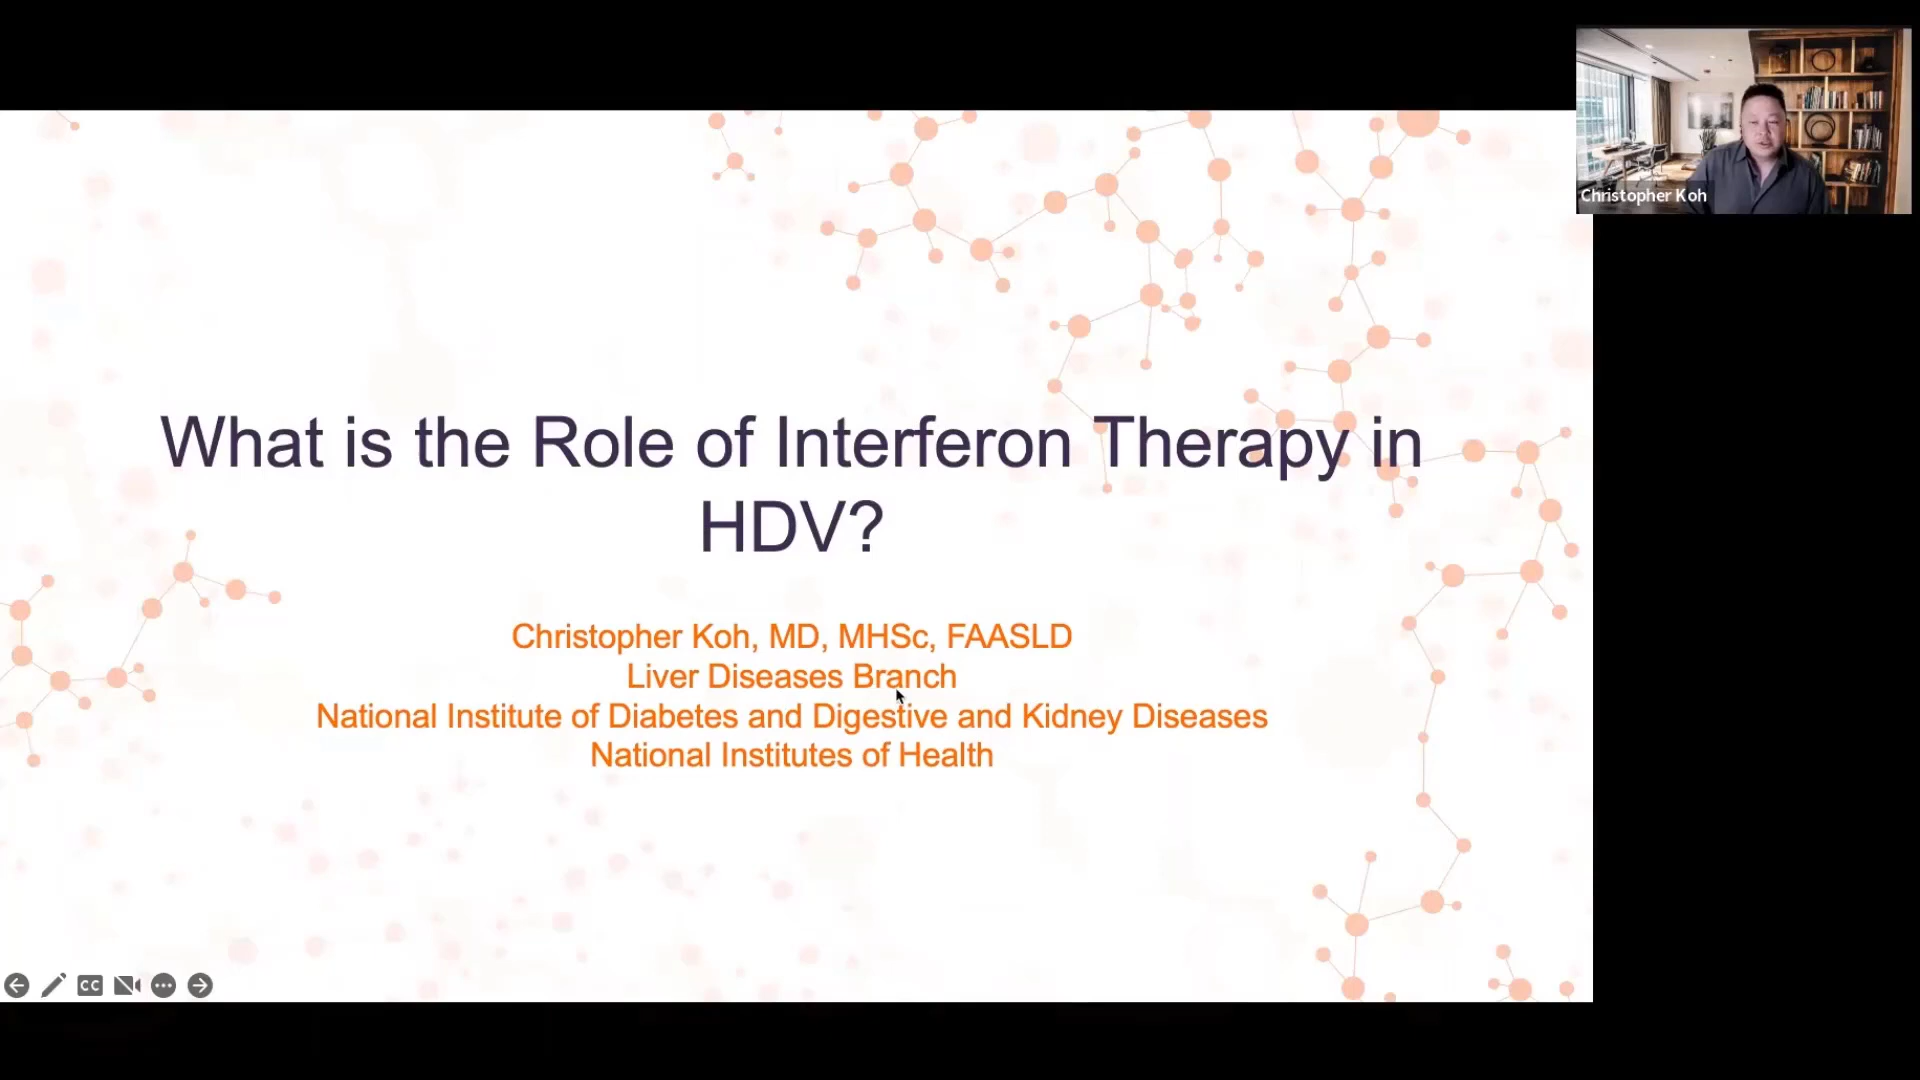 What is the Role of Interferon Therapy in
HDV?
Christopher Koh, MD, MHSc, FAASLD
Liver Diseases Branch
National Institute of Diabetes and Digestive and Kidney Diseases
National Institutes of Health
Christopher Koh
CC